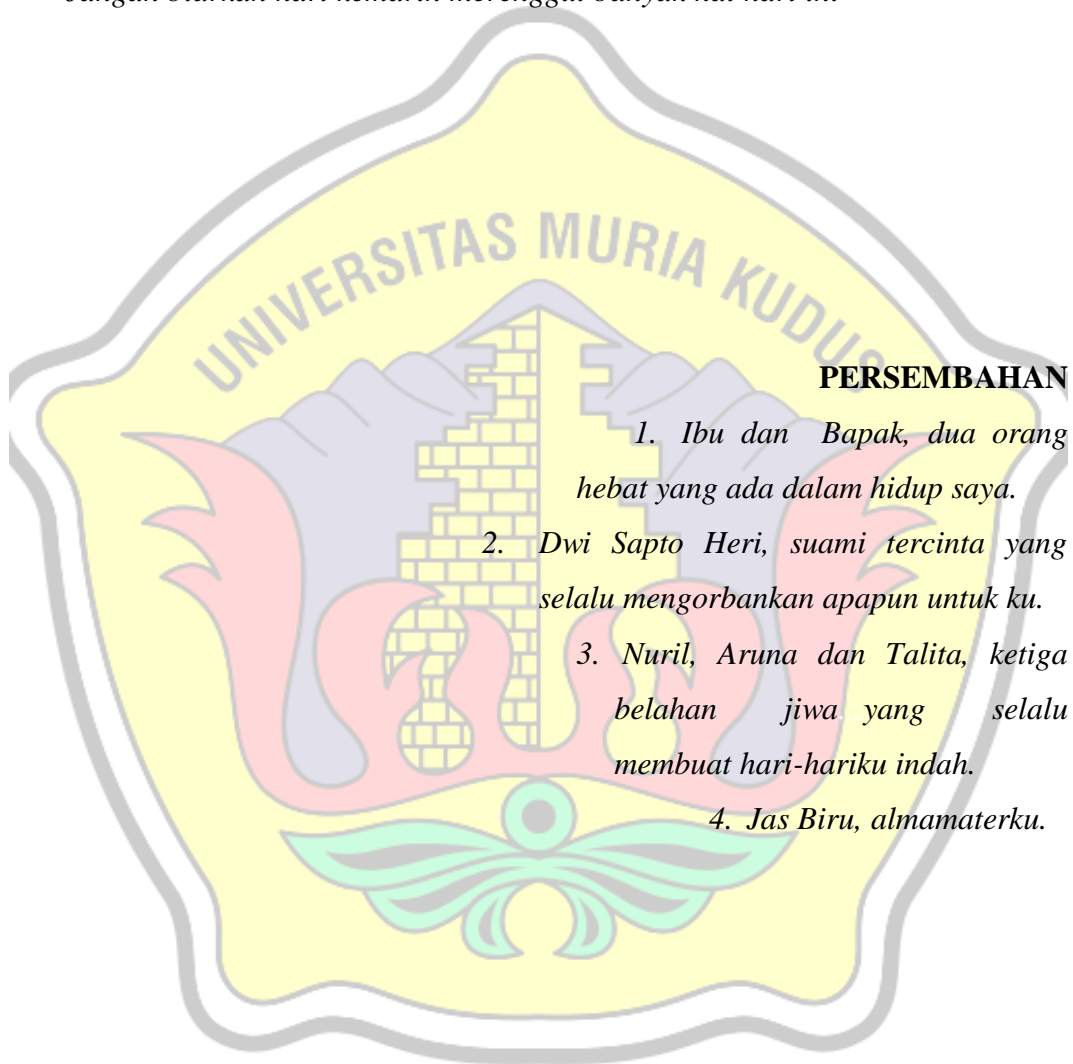 Jangan biarkan hari kemarin merenggut banyak hal hari ini
UNIVERSITAS MURIA KUDUS
PERSEMBAHAN
1. Ibu dan Bapak, dua orang
hebat yang ada dalam hidup saya.
2. Dwi Sapto Heri, suami tercinta yang
selalu mengorbankan apapun untuk ku.
3. Nuril, Aruna dan Talita, ketiga
belahan jiwa yang selalu
membuat hari-hariku indah.
4. Jas Biru, almamaterku.